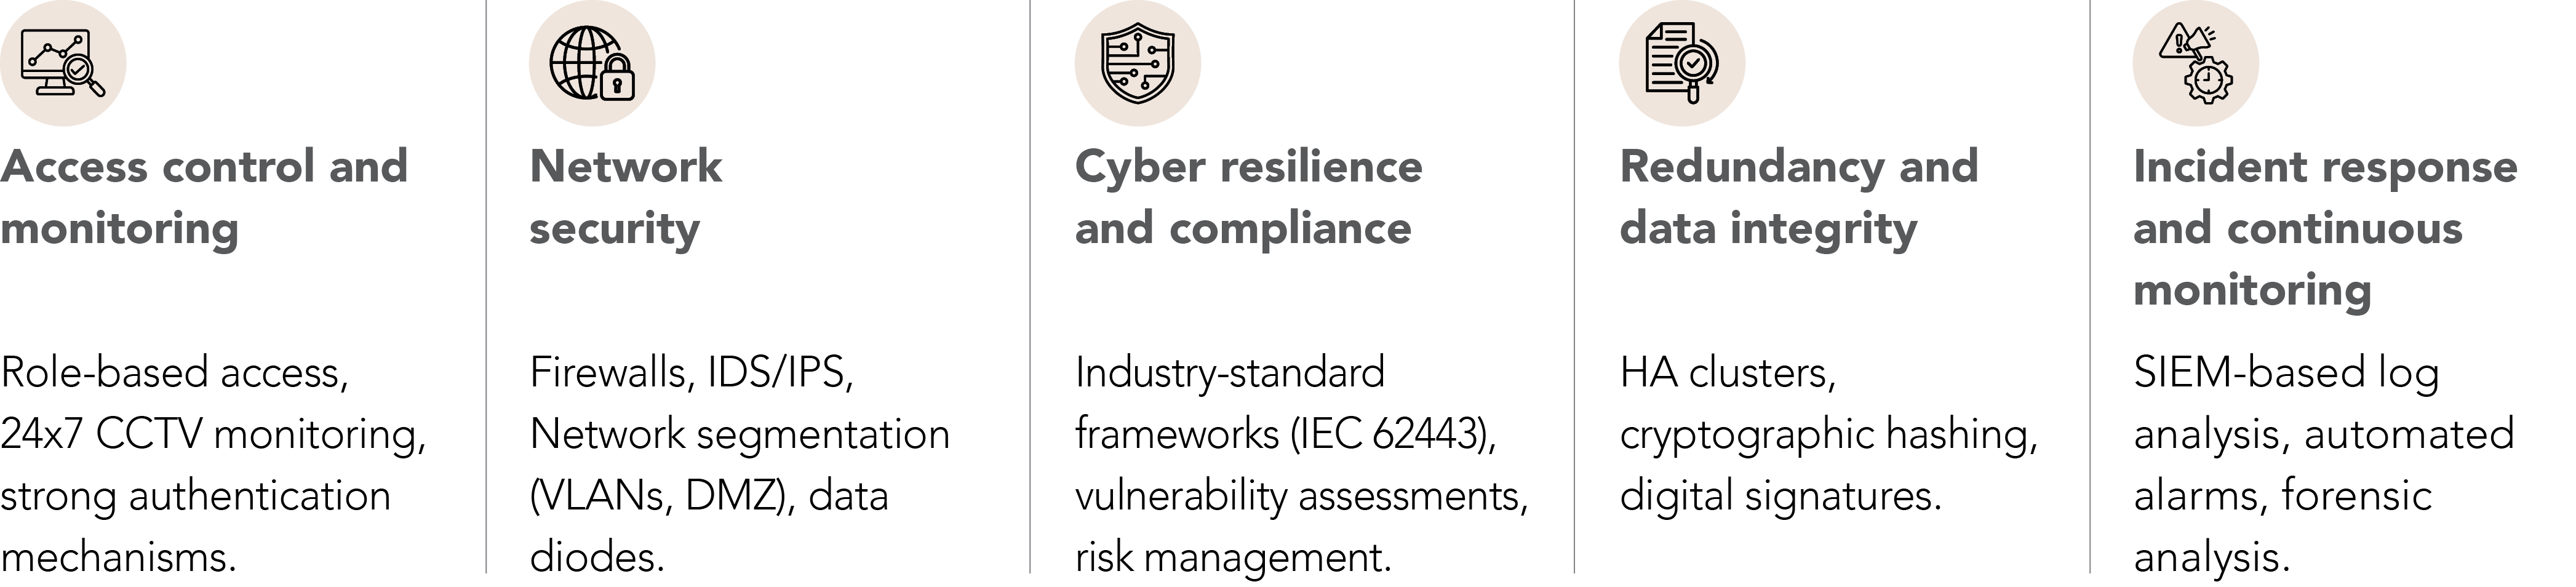 Access control and
monitoring
Role-based access,
24x7 CCTV monitoring,
strong authentication
mechanisms.
Network
security
Firewalls, IDS/IPS,
Network segmentation
(VLANs, DMZ), data
diodes.
Cyber resilience
and compliance
Industry-standard
frameworks (IEC 62443),
vulnerability assessments,
risk management.
Redundancy and
data integrity
HA clusters,
cryptographic hashing,
digital signatures.
Incident response
and continuous
monitoring
SIEM-based log
analysis, automated
alarms, forensic
analysis.